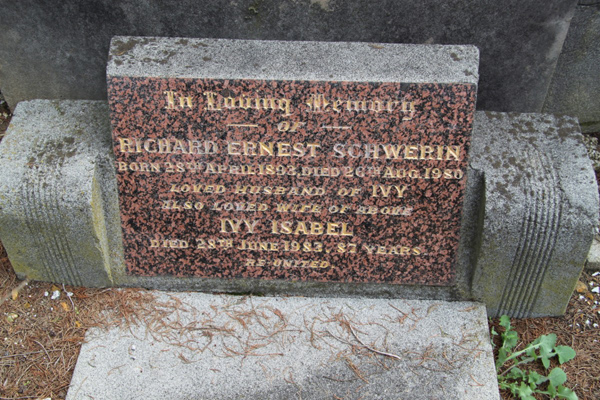 In Loving Memory
of
RICHARD ERNEST SCHWERIN
BORN 28TH APRIL 1893, DIED 26TH AUG. 1980
LOVED HUSBAND OF IVY
ALSO LOVED WIFE OF ABOVE
IVY ISABEL
DIED 28TH JUNE 1983, 87 YEARS.
RE-UNITED.